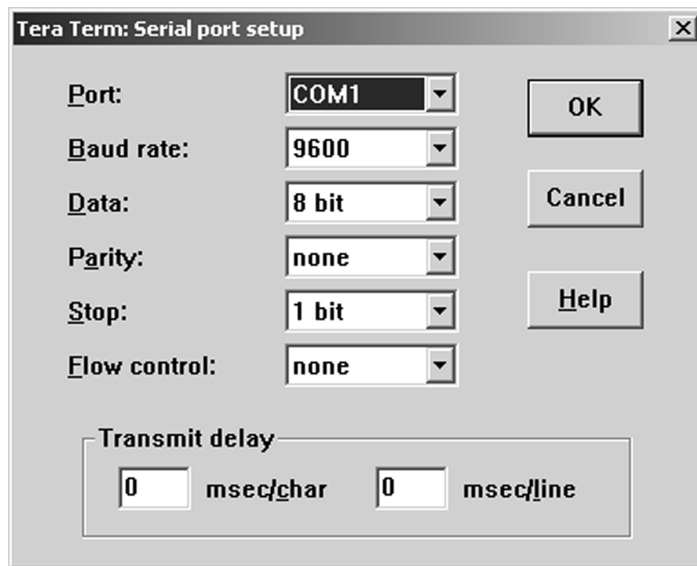 Tera Term: Serial port setup
Port: COM1
OK
Baud rate: 9600
Data: 8 bit
Cancel
Parity: none
Stop: 1 bit
Help
Flow control: none
Transmit delay
0 msec/char 0 msec/line